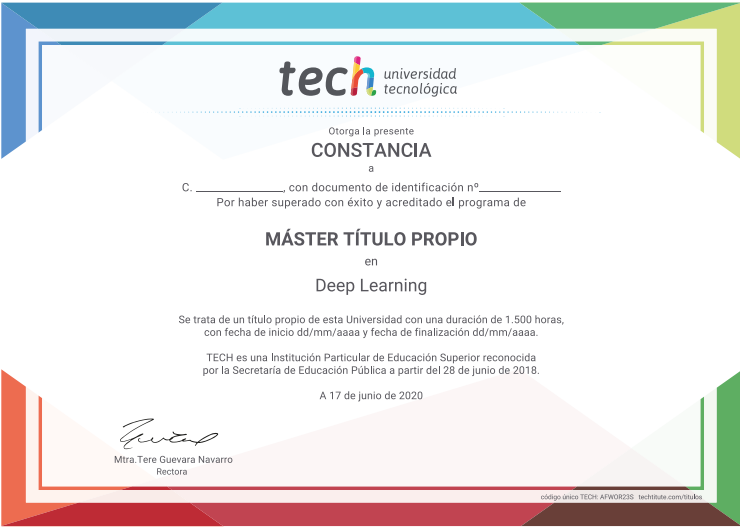 tech universidad
tecnológica
Otorga la presente
CONSTANCIA
a
C. ______________, con documento de identificación nº______________
Por haber superado con éxito y acreditado el programa de
MÁSTER TÍTULO PROPIO
en
Deep Learning
Se trata de un título propio de esta Universidad con una duración de 1.500 horas,
con fecha de inicio dd/mm/aaaa y fecha de finalización dd/mm/aaaa.
TECH es una Institución Particular de Educación Superior reconocida
por la Secretaría de Educación Pública a partir del 28 de junio de 2018.
A 17 de junio de 2020
Mtra.Tere Guevara Navarro
Rectora
código único TECH: AFWOR23S techtitute.com/titulos